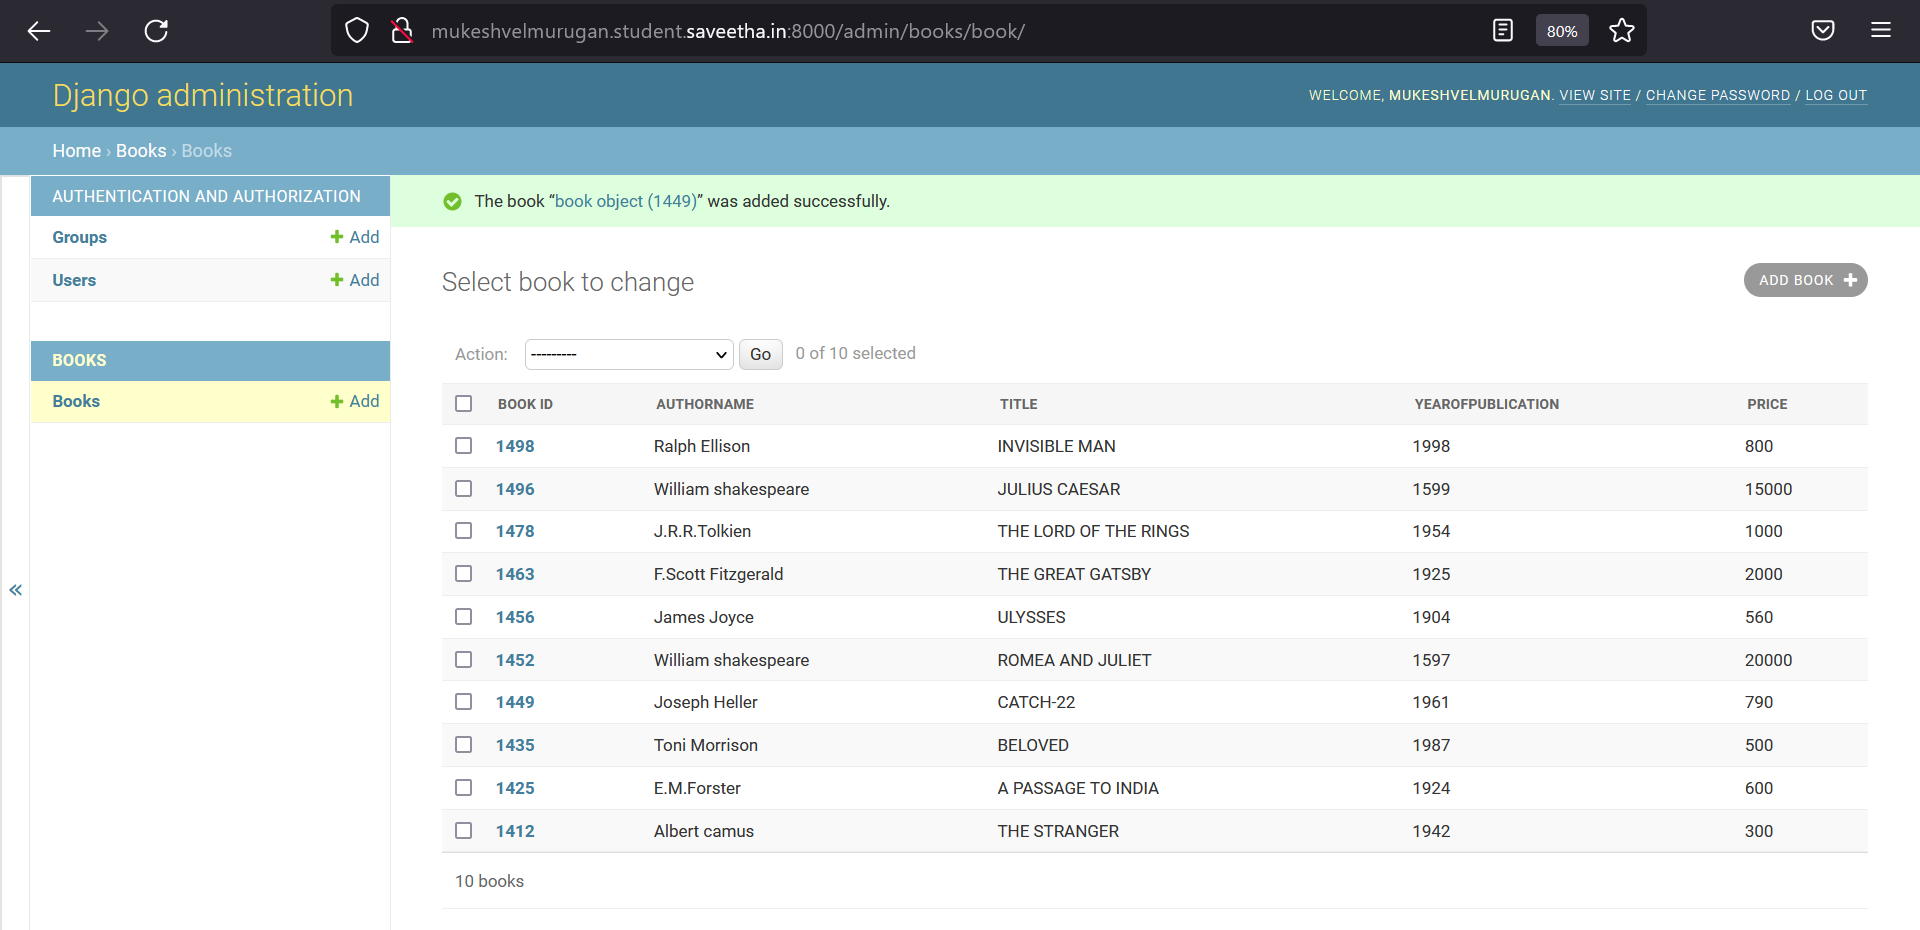 mukeshvelmurugan.student.saveetha.in:8000/admin/books/book/ 80%
Django administration
WELCOME, MUKESHVELMURUGAN. VIEW SITE / CHANGE PASSWORD / LOG OUT
Home › Books › Books
AUTHENTICATION AND AUTHORIZATION
Groups + Add
Users + Add
BOOKS
Books + Add
«
The book “book object (1449)” was added successfully.
Select book to change
ADD BOOK +
Action: --------- Go 0 of 10 selected
BOOK ID AUTHORNAME TITLE YEAROFPUBLICATION PRICE
1498 Ralph Ellison INVISIBLE MAN 1998 800
1496 William shakespeare JULIUS CAESAR 1599 15000
1478 J.R.R.Tolkien THE LORD OF THE RINGS 1954 1000
1463 F.Scott Fitzgerald THE GREAT GATSBY 1925 2000
1456 James Joyce ULYSSES 1904 560
1452 William shakespeare ROMEA AND JULIET 1597 20000
1449 Joseph Heller CATCH-22 1961 790
1435 Toni Morrison BELOVED 1987 500
1425 E.M.Forster A PASSAGE TO INDIA 1924 600
1412 Albert camus THE STRANGER 1942 300
10 books